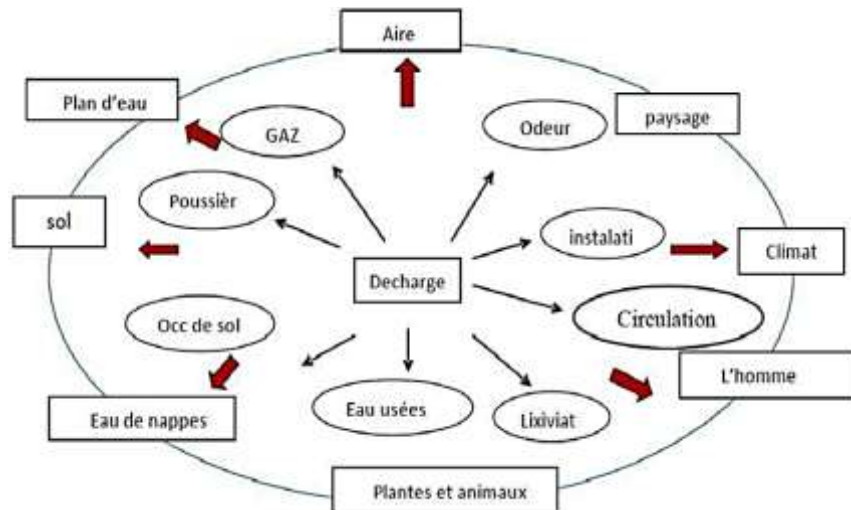 Aire
Plan d'eau
GAZ
Odeur
paysage
Poussièr
sol
instalati
Climat
Decharge
Circulation
Occ de sol
L'homme
Eau de nappes
Eau usées
Lixiviat
Plantes et animaux